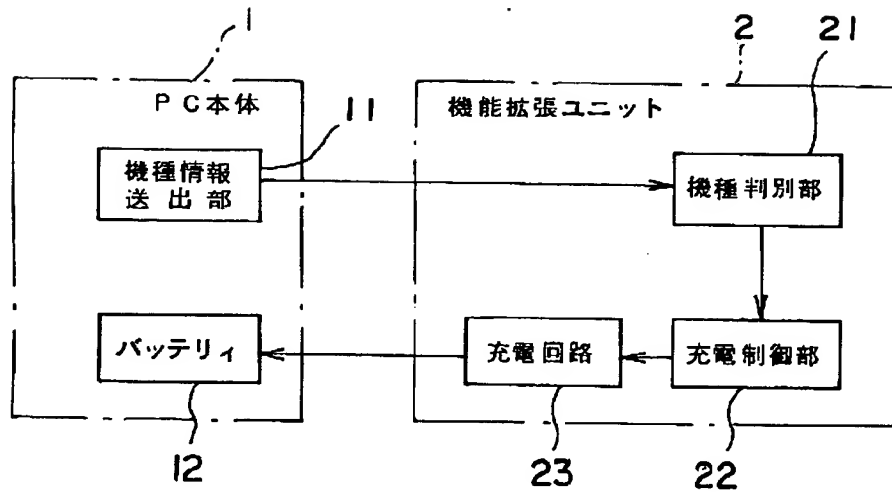 1
2
21
PC本体
11
機能拡張ユニット
機種情報
送出部
機種判別部
バッテリィ
充電回路
充電制御部
12
23
22